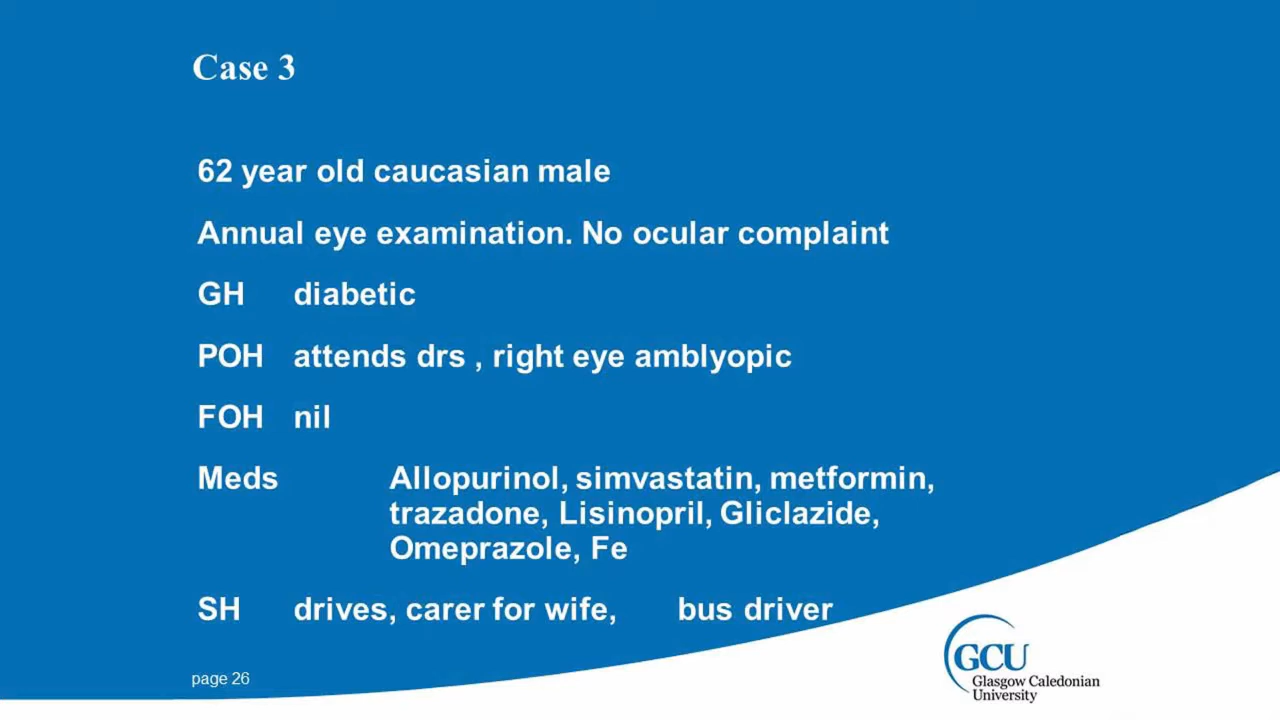 Case 3
62 year old caucasian male
Annual eye examination. No ocular complaint
GH diabetic
POH attends drs , right eye amblyopic
FOH nil
Meds Allopurinol, simvastatin, metformin,
trazadone, Lisinopril, Gliclazide,
Omeprazole, Fe
SH drives, carer for wife, bus driver
page 26
GCU
Glasgow Caledonian
University